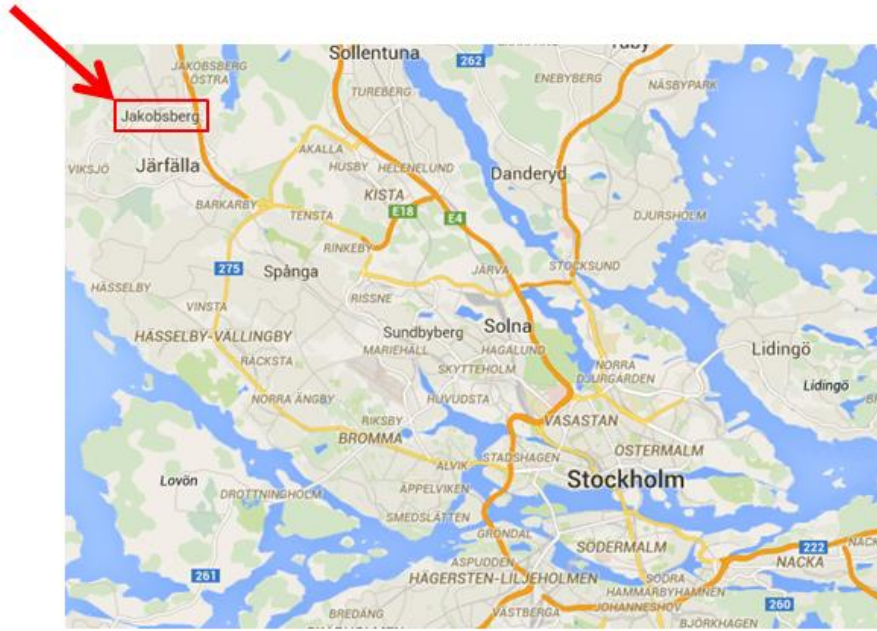 Sollentuna
262
Täby
JAKOBSBERG
ÖSTRA
TUREBERG
ENEBYBERG
NÄSBYPARK
Jakobsberg
VIKSJÖ
Järfälla
AKALLA
HUSBY
HELENELUND
Danderyd
KISTA
BARKARBY
TENSTA
E18
E4
DJURSHOLM
RINKEBY
275
Spånga
JÄRVA
STOCKSUND
HÄSSELBY
RISSNE
VINSTA
Sundbyberg
Solna
HÄSSELBY-VÄLLINGBY
MARIEHÄLL
HAGALUND
Lidingö
RÄCKSTA
SKYTTEHOLM
NORRA
DJURGÅRDEN
Lidingö
NORRA ÄNGBY
HUVUDSTA
RIKSBY
VASASTAN
BROMMA
ÖSTERMALM
STADSHAGEN
ALVIK
Lovön
Stockholm
DROTTNINGHOLM
ÄPPELVIKEN
SMEDSLÄTTEN
GRÖNDAL
SÖDERMALM
222
NACKA
ASPUDDEN
NACKA
261
HÄGERSTEN-LILJEHOLMEN
SÖDRA
HAMMARBYHAMNEN
260
BREDÄNG
VÄSTBERGA
JOHANNESHOV
BJÖRKHAGEN